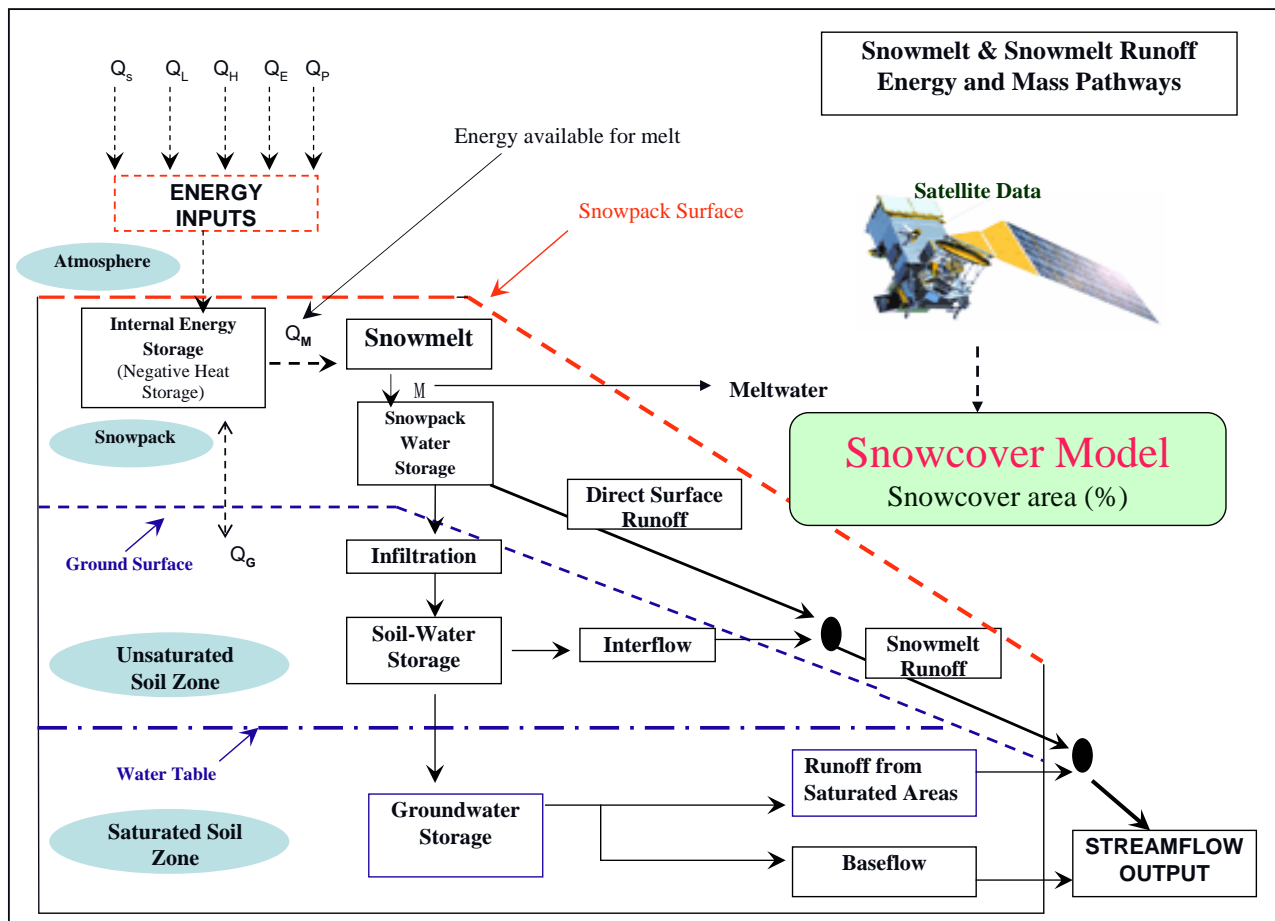 Snowmelt & Snowmelt Runoff
Energy and Mass Pathways
Qs QL QH QE QP
Energy available for melt
ENERGY
INPUTS
Satellite Data
Snowpack Surface
Atmosphere
Internal Energy
Storage
(Negative Heat
Storage)
QM
Snowmelt
M
Meltwater
Snowpack
Snowpack
Water
Storage
Snowcover Model
Snowcover area (%)
Direct Surface
Runoff
Ground Surface
QG
Infiltration
Unsaturated
Soil Zone
Soil-Water
Storage
Interflow
Snowmelt
Runoff
Water Table
Runoff from
Saturated Areas
Groundwater
Storage
Saturated Soil
Zone
Baseflow
STREAMFLOW
OUTPUT